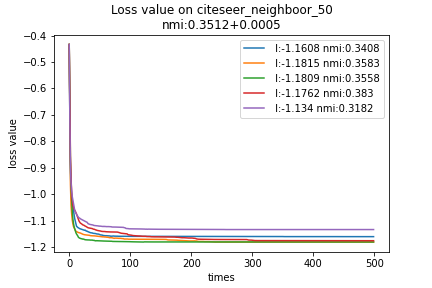 Loss value on citeseer_neighboor_50
nmi:0.3512+0.0005
l:-1.1608 nmi:0.3408
l:-1.1815 nmi:0.3583
l:-1.1809 nmi:0.3558
l:-1.1762 nmi:0.383
l:-1.134 nmi:0.3182
loss value
−0.4
−0.5
−0.6
−0.7
−0.8
−0.9
−1.0
−1.1
−1.2
0 100 200 300 400 500
times